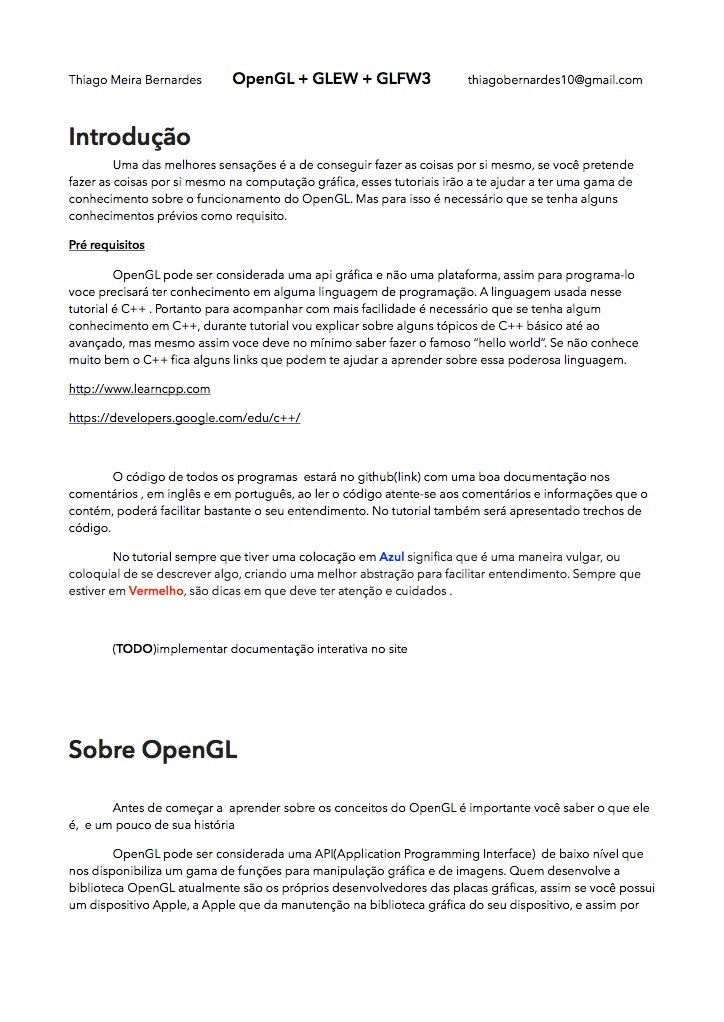 Thiago Meira Bernardes OpenGL + GLEW + GLFW3 thiagobernardes10@gmail.com
Introdução
Uma das melhores sensações é a de conseguir fazer as coisas por si mesmo, se você pretende
fazer as coisas por si mesmo na computação gráfica, esses tutoriais irão a te ajudar a ter uma gama de
conhecimento sobre o funcionamento do OpenGL. Mas para isso é necessário que se tenha alguns
conhecimentos prévios como requisito.
Pré requisitos
OpenGL pode ser considerada uma api gráfica e não uma plataforma, assim para programa-lo
voce precisará ter conhecimento em alguma linguagem de programação. A linguagem usada nesse
tutorial é C++ . Portanto para acompanhar com mais facilidade é necessário que se tenha algum
conhecimento em C++, durante tutorial vou explicar sobre alguns tópicos de C++ básico até ao
avançado, mas mesmo assim voce deve no mínimo saber fazer o famoso “hello world”. Se não conhece
muito bem o C++ fica alguns links que podem te ajudar a aprender sobre essa poderosa linguagem.
http://www.learncpp.com
https://developers.google.com/edu/c++/
O código de todos os programas estará no github(link) com uma boa documentação nos
comentários , em inglês e em português, ao ler o código atente-se aos comentários e informações que o
contém, poderá facilitar bastante o seu entendimento. No tutorial também será apresentado trechos de
código.
No tutorial sempre que tiver uma colocação em Azul significa que é uma maneira vulgar, ou
coloquial de se descrever algo, criando uma melhor abstração para facilitar entendimento. Sempre que
estiver em Vermelho, são dicas em que deve ter atenção e cuidados .
(TODO)implementar documentação interativa no site
Sobre OpenGL
Antes de começar a aprender sobre os conceitos do OpenGL é importante você saber o que ele
é, e um pouco de sua história
OpenGL pode ser considerada uma API(Application Programming Interface) de baixo nível que
nos disponibiliza um gama de funções para manipulação gráfica e de imagens. Quem desenvolve a
biblioteca OpenGL atualmente são os próprios desenvolvedores das placas gráficas, assim se você possui
um dispositivo Apple, a Apple que da manutenção na biblioteca gráfica do seu dispositivo, e assim por